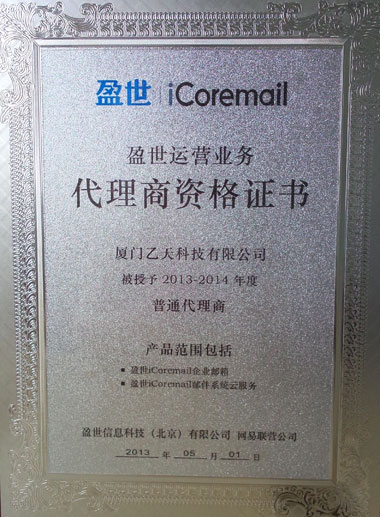 盈世 iCoremail
盈世运营业务
代理商资格证书
厦门乙天科技有限公司
被授予 2013-2014 年度
普通代理商
产品范围包括
盈世iCoremail企业邮箱
盈世iCoremail邮件系统云服务
盈世信息科技（北京）有限公司 网易联营公司
2013 年 05 月 01 日